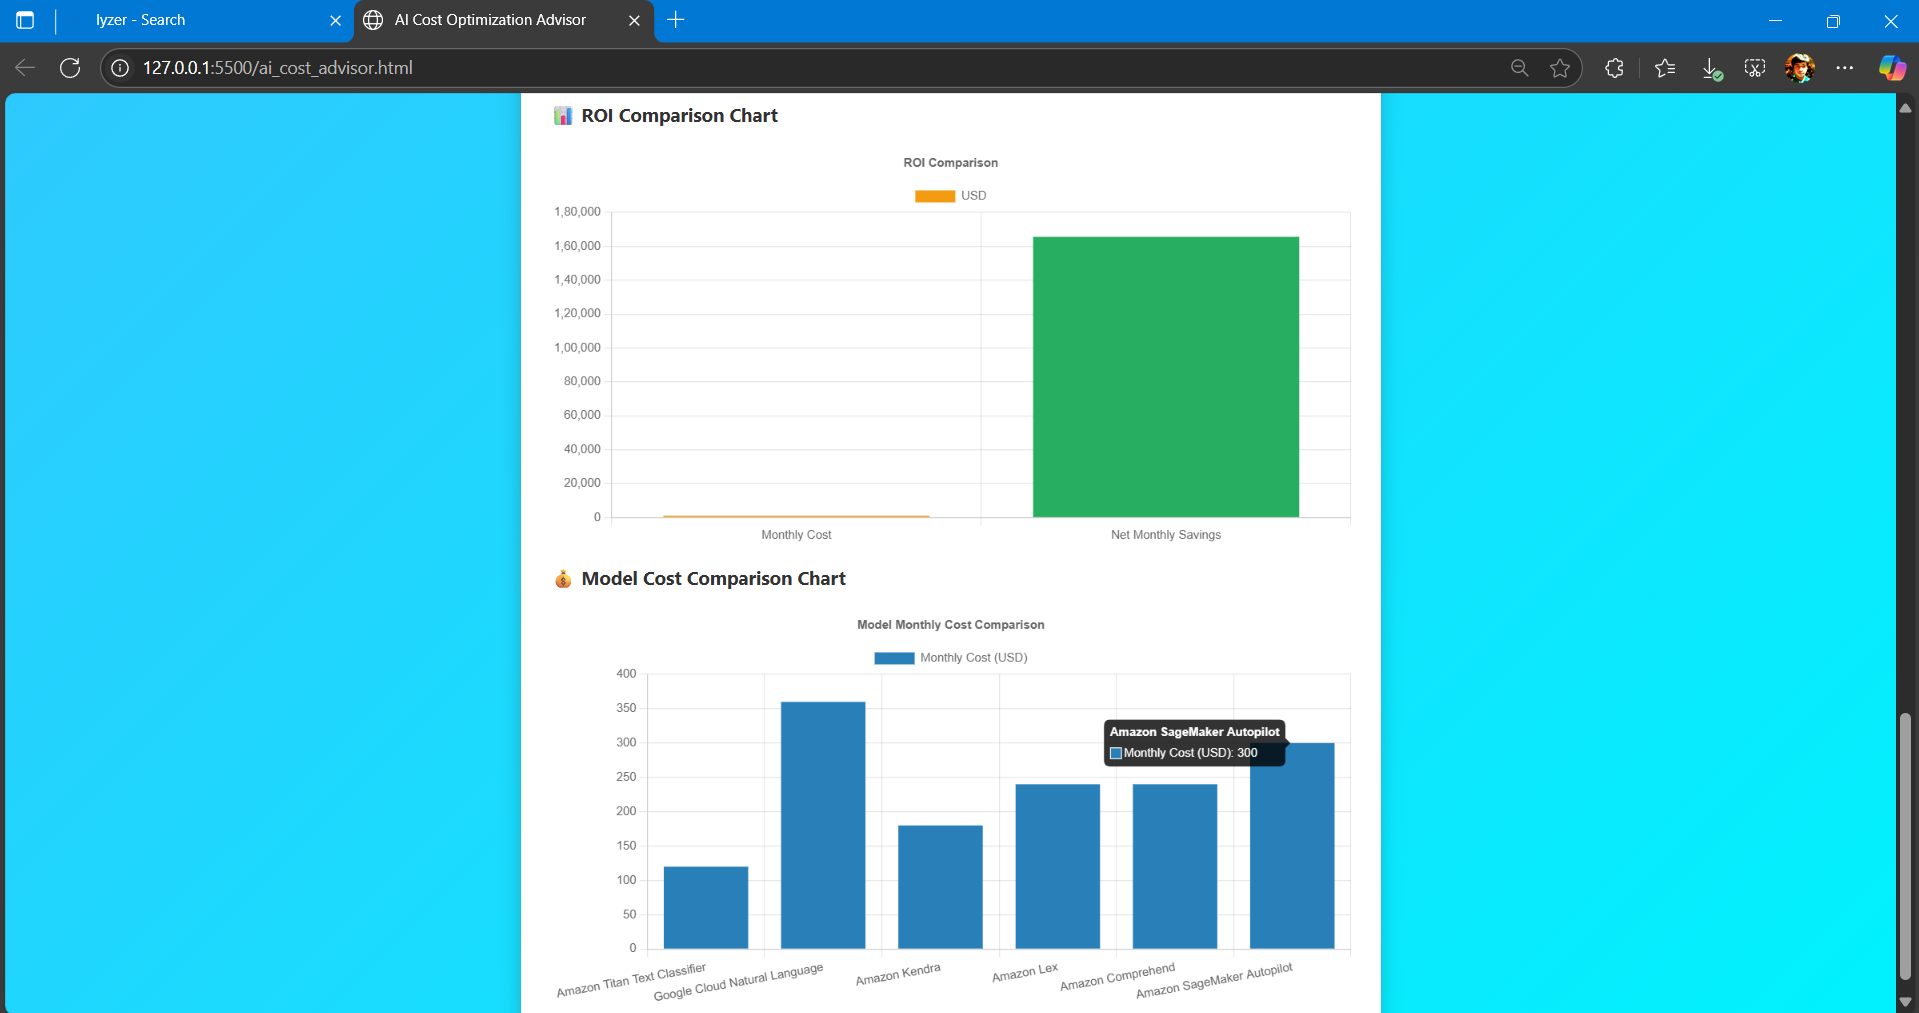 lyzer - Search
AI Cost Optimization Advisor
127.0.0.1:5500/ai_cost_advisor.html
ROI Comparison Chart
ROI Comparison
USD
1,80,000
1,60,000
1,40,000
1,20,000
1,00,000
80,000
60,000
40,000
20,000
0
Monthly Cost
Net Monthly Savings
Model Cost Comparison Chart
Model Monthly Cost Comparison
Monthly Cost (USD)
400
350
300
250
200
150
100
50
0
Amazon SageMaker Autopilot
Monthly Cost (USD): 300
Amazon Titan Text Classifier
Google Cloud Natural Language
Amazon Kendra
Amazon Lex
Amazon Comprehend
Amazon SageMaker Autopilot